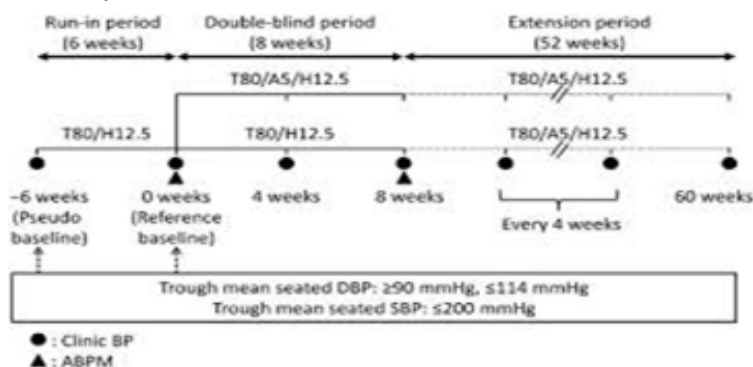 Run-in period
(6 weeks)
Double-blind period
(8 weeks)
Extension period
(52 weeks)
T80/A5/H12.5
T80/A5/H12.5
T80/H12.5
T80/H12.5
T80/A5/H12.5
−6 weeks
(Pseudo
baseline)
0 weeks
(Reference
baseline)
4 weeks
8 weeks
Every 4 weeks
60 weeks
Trough mean seated DBP: ≥90 mmHg, ≤114 mmHg
Trough mean seated SBP: ≤200 mmHg
: Clinic BP
: ABPM